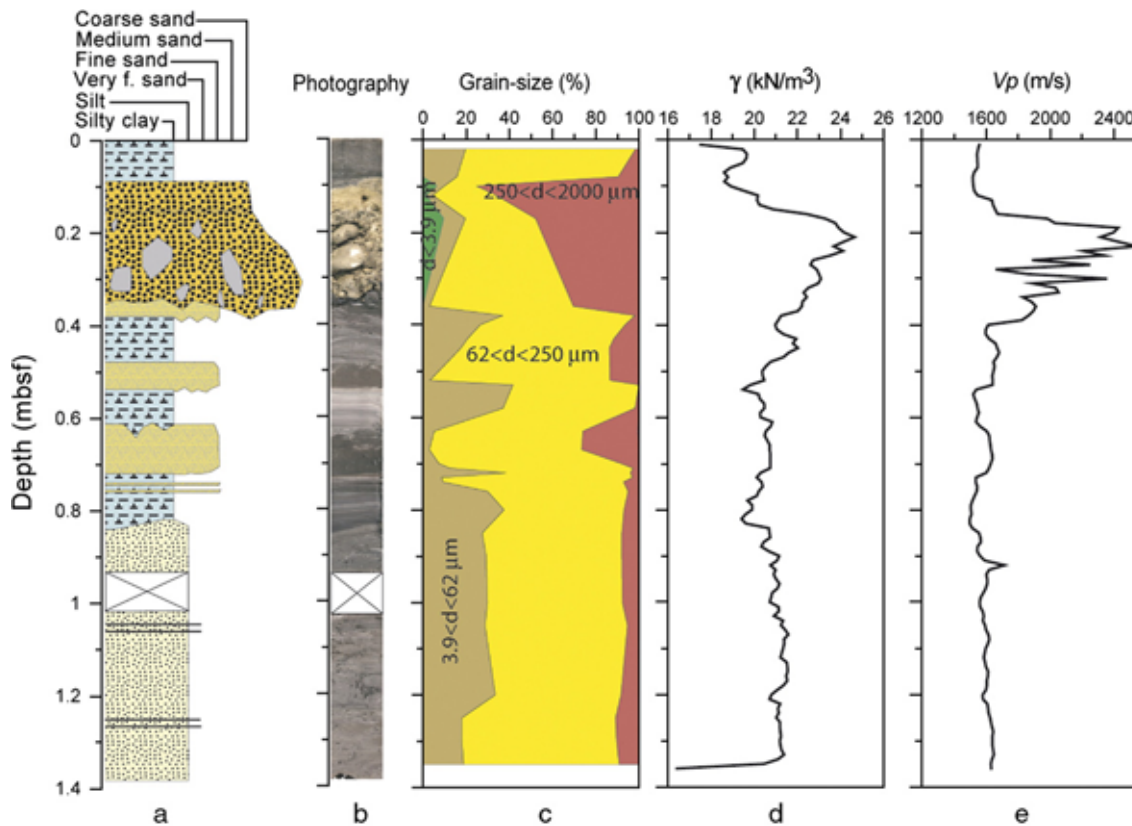 Coarse sand
Medium sand
Fine sand
Very f. sand
Silt
Silty clay
Photography
Grain-size (%)
γ (kN/m3)
Vp (m/s)
0 20 40 60 80 100
16 18 20 22 24 26
1200 1600 2000 2400
Depth (mbsf)
0
0.2
0.4
0.6
0.8
1
1.2
1.4
d<3.9 µm
250<d<2000 µm
62<d<250 µm
3.9<d<62 µm
a b c d e